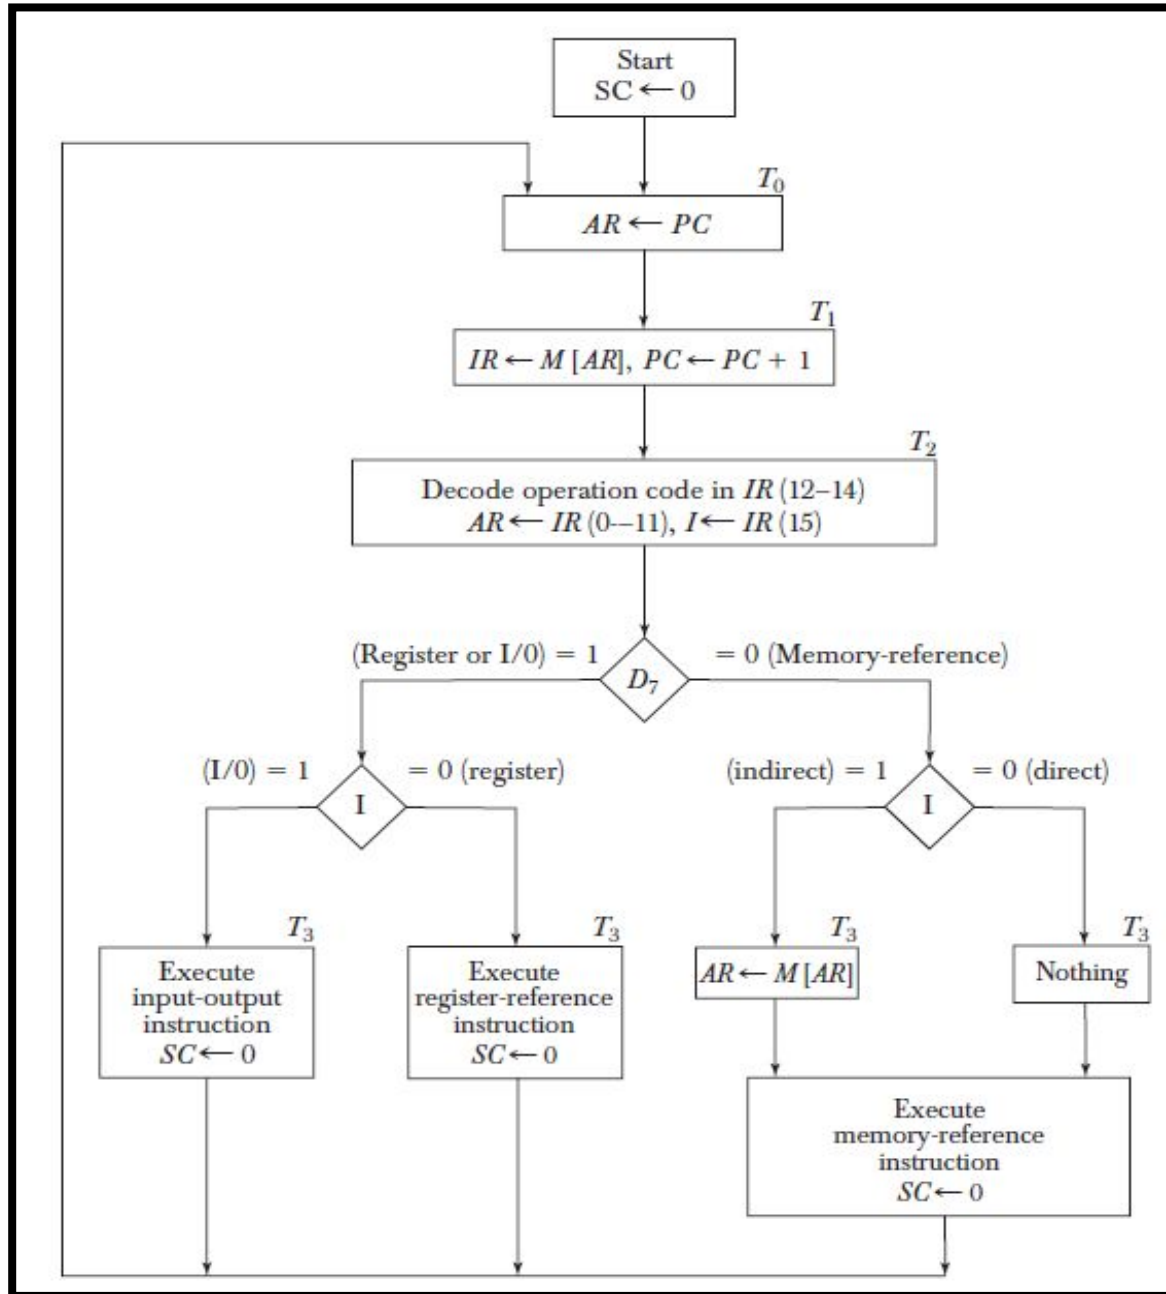 Start
SC ← 0
T₀
AR ← PC
T₁
IR ← M [AR], PC ← PC + 1
T₂
Decode operation code in IR (12–14)
AR ← IR (0-–11), I ← IR (15)
(Register or I/0) = 1
= 0 (Memory-reference)
D₇
(I/0) = 1
= 0 (register)
(indirect) = 1
= 0 (direct)
I
I
T₃
T₃
T₃
T₃
Execute
input-output
instruction
SC ← 0
Execute
register-reference
instruction
SC ← 0
AR ← M [AR]
Nothing
Execute
memory-reference
instruction
SC ← 0